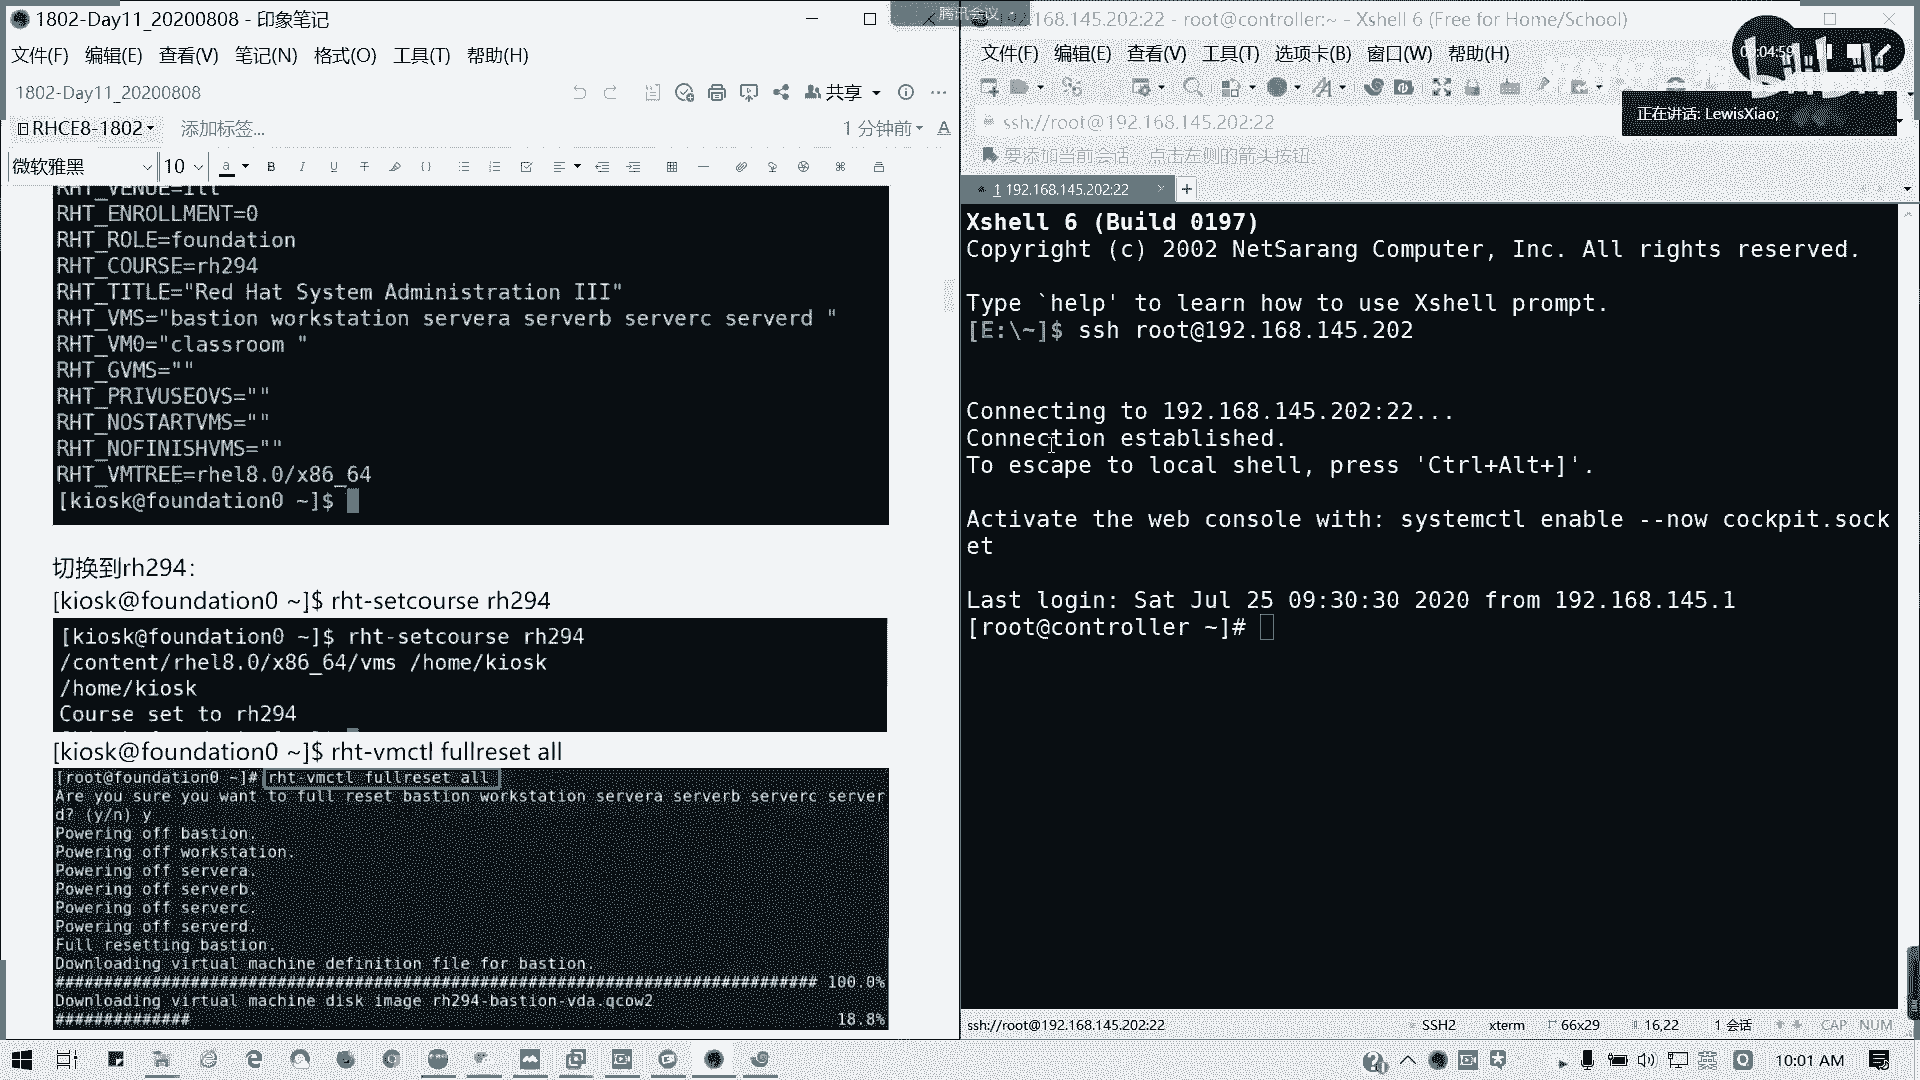 1802-Day11_20200808 - 印象笔记
文件(F) 编辑(E) 查看(V) 笔记(N) 格式(O) 工具(T) 帮助(H)
1802-Day11_20200808
共享
RHCE8-1802
添加标签...
1 分钟前
微软雅黑
10
RHT_VENUE=ilt
RHT_ENROLLMENT=0
RHT_ROLE=foundation
RHT_COURSE=rh294
RHT_TITLE="Red Hat System Administration III"
RHT_VMS="bastion workstation servera serverb serverc serverd "
RHT_VM0="classroom "
RHT_GVMS=""
RHT_PRIVUSEOVS=""
RHT_NOSTARTVMS=""
RHT_NOFINISHVMS=""
RHT_VMTREE=rhel8.0/x86_64
[kiosk@foundation0 ~]$
切换到rh294：
[kiosk@foundation0 ~]$ rht-setcourse rh294
[kiosk@foundation0 ~]$ rht-setcourse rh294
/content/rhel8.0/x86_64/vms /home/kiosk
/home/kiosk
Course set to rh294
[kiosk@foundation0 ~]$ rht-vmctl fullreset all
[root@foundation0 ~]# rht-vmctl fullreset all
Are you sure you want to full reset bastion workstation servera serverb serverc server
d? (y/n) y
Powering off bastion.
Powering off workstation.
Powering off servera.
Powering off serverb.
Powering off serverc.
Powering off serverd.
Full resetting bastion.
Downloading virtual machine definition file for bastion.
100.0%
Downloading virtual machine disk image rh294-bastion-vda.qcow2
############## 18.8%
腾讯会议
168.145.202:22 - root@controller:~ - Xshell 6 (Free for Home/School)
文件(F) 编辑(E) 查看(V) 工具(T) 选项卡(B) 窗口(W) 帮助(H)
ssh://root@192.168.145.202:22
正在讲话: LewisXiao;
要添加当前会话，点击左侧的箭头按钮。
1 192.168.145.202:22
Xshell 6 (Build 0197)
Copyright (c) 2002 NetSarang Computer, Inc. All rights reserved.
Type `help' to learn how to use Xshell prompt.
[E:\~]$ ssh root@192.168.145.202
Connecting to 192.168.145.202:22...
Connection established.
To escape to local shell, press 'Ctrl+Alt+]'.
Activate the web console with: systemctl enable --now cockpit.sock
et
Last login: Sat Jul 25 09:30:30 2020 from 192.168.145.1
[root@controller ~]#
ssh://root@192.168.145.202:22
SSH2
xterm
66x29
16,22
1 会话
CAP NUM
10:01 AM